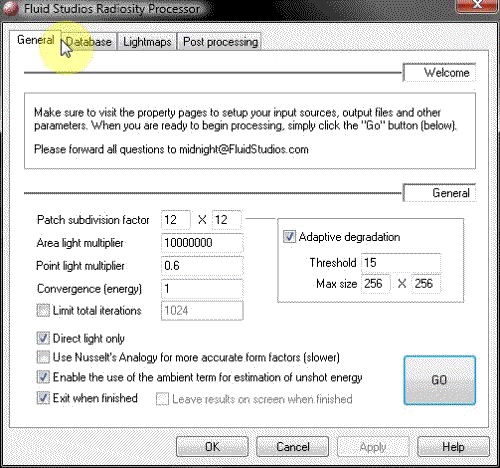 Fluid Studios Radiosity Processor
General Database Lightmaps Post processing
Welcome
Make sure to visit the property pages to setup your input sources, output files and other
parameters. When you are ready to begin processing, simply click the "Go" button (below).
Please forward all questions to midnight@FluidStudios.com
General
Patch subdivision factor 12 X 12
Adaptive degradation
Area light multiplier 10000000
Threshold 15
Point light multiplier 0.6
Max size 256 X 256
Convergence (energy) 1
Limit total iterations 1024
Direct light only
Use Nusselt's Analogy for more accurate form factors (slower)
Enable the use of the ambient term for estimation of unshot energy
GO
Exit when finished Leave results on screen when finished
OK Cancel Apply Help